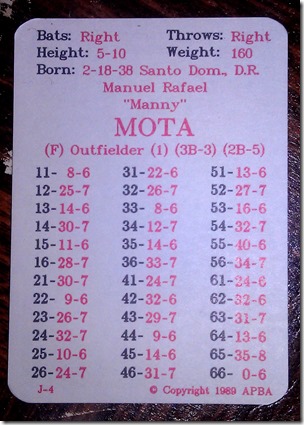 Bats: Right Throws: Right
Height: 5-10 Weight: 160
Born: 2-18-38 Santo Dom., D.R.
Manuel Rafael
"Manny"
MOTA
(F) Outfielder (1) (3B-3) (2B-5)
11- 8-6 31-22-6 51-13-6
12-25-7 32-26-7 52-27-7
13-14-6 33- 8-6 53-16-6
14-30-7 34-12-7 54-32-7
15-11-6 35-14-6 55-40-6
16-28-7 36-33-7 56-34-7
21-30-7 41-24-7 61-24-6
22- 9-6 42-32-6 62-32-6
23-26-6 43-29-7 63-31-7
24-32-7 44- 9-6 64-13-6
25-10-6 45-14-6 65-35-8
26-24-7 46-31-7 66- 0-6
J-4 © Copyright 1989 APBA